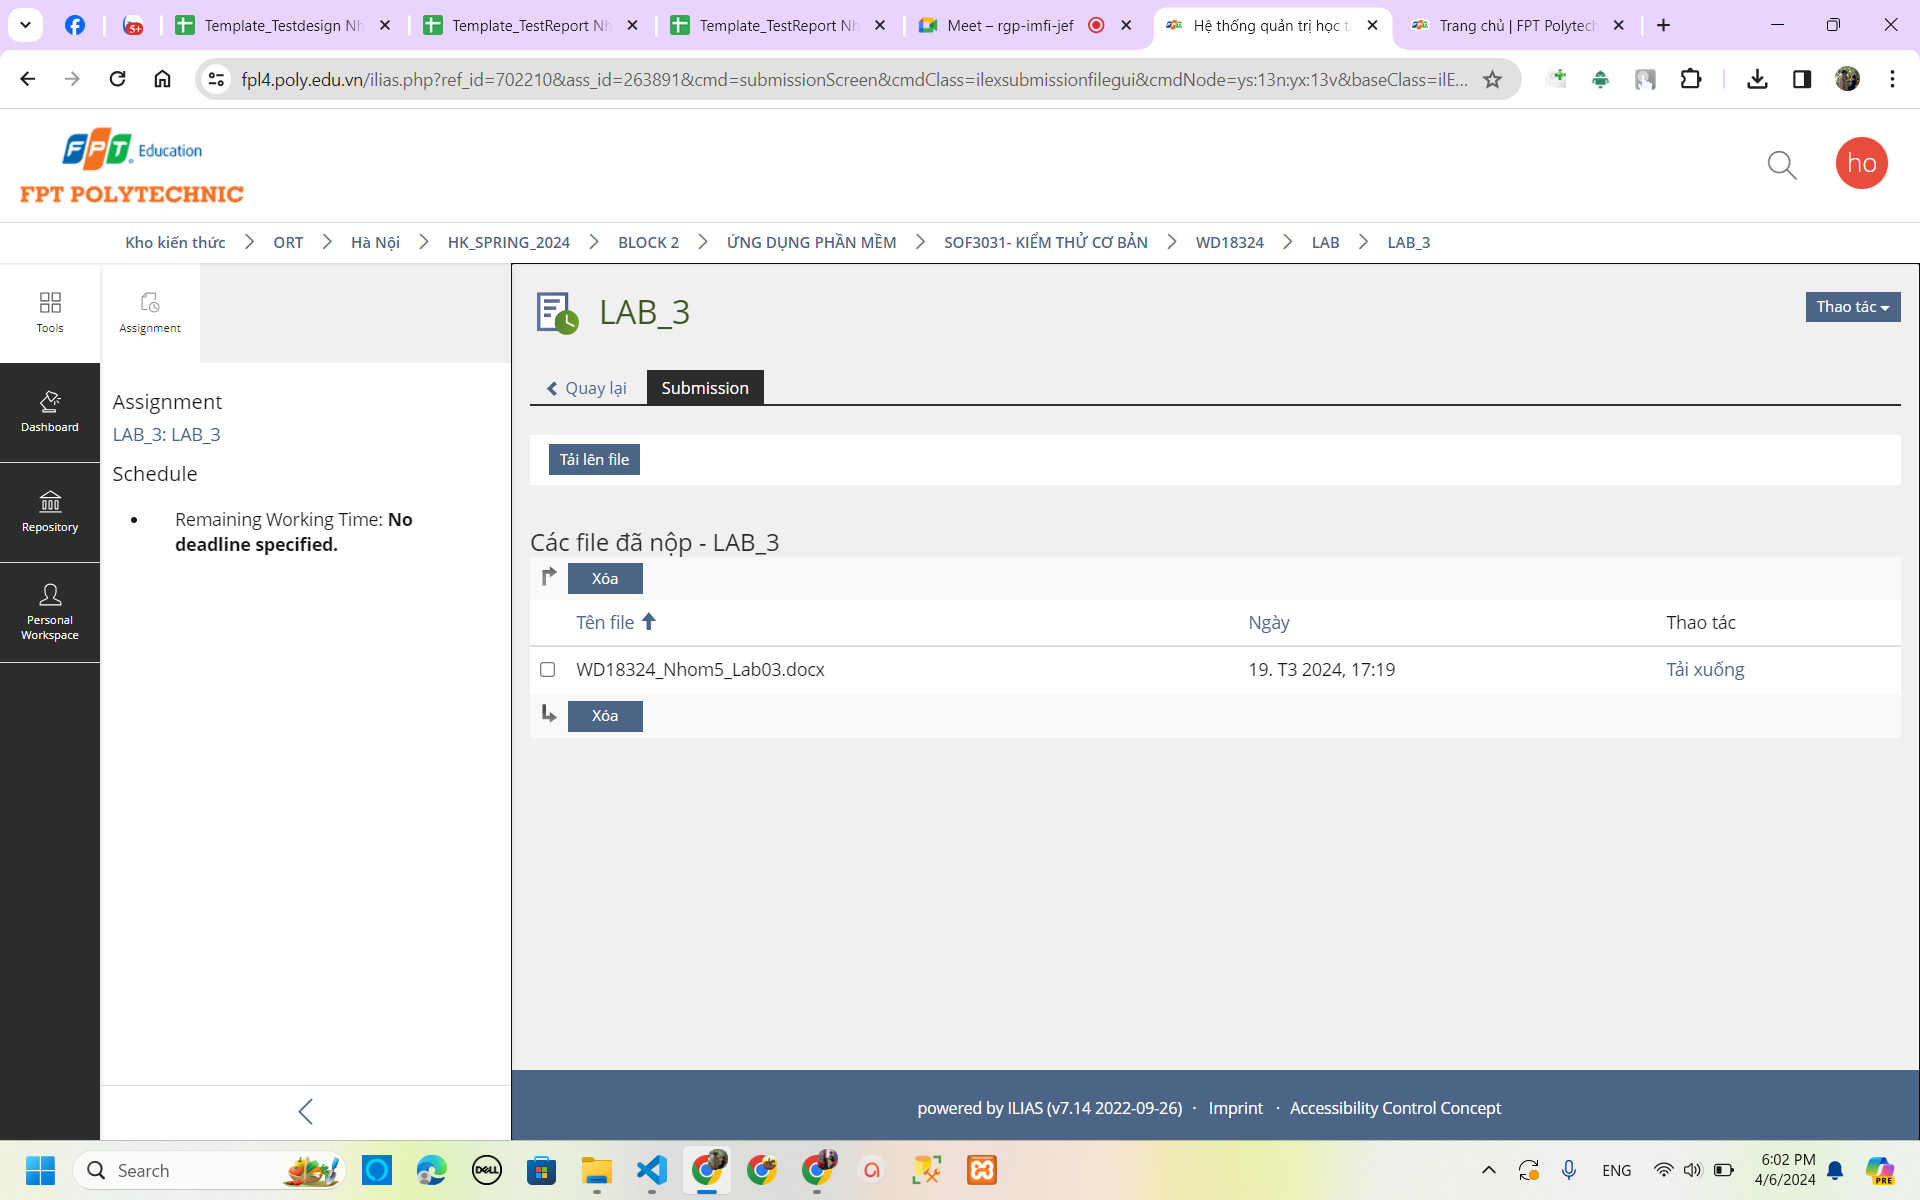 Template_Testdesign Nh
Template_TestReport Nh
Template_TestReport Nh
Meet – rgp-imfi-jef
Hệ thống quản trị học t
Trang chủ | FPT Polytech
fpl4.poly.edu.vn/ilias.php?ref_id=702210&ass_id=263891&cmd=submissionScreen&cmdClass=ilexsubmissionfilegui&cmdNode=ys:13n:yx:13v&baseClass=ilE...
FPT Education
FPT POLYTECHNIC
ho
Kho kiến thức
ORT
Hà Nội
HK_SPRING_2024
BLOCK 2
ỨNG DỤNG PHẦN MỀM
SOF3031- KIỂM THỬ CƠ BẢN
WD18324
LAB
LAB_3
Tools
Assignment
Dashboard
Repository
Personal
Workspace
Assignment
LAB_3: LAB_3
Schedule
Remaining Working Time: No
deadline specified.
LAB_3
Thao tác
Quay lại
Submission
Tải lên file
Các file đã nộp - LAB_3
Xóa
Tên file
Ngày
Thao tác
WD18324_Nhom5_Lab03.docx
19. T3 2024, 17:19
Tải xuống
Xóa
powered by ILIAS (v7.14 2022-09-26) · Imprint · Accessibility Control Concept
Search
DELL
ENG
6:02 PM
4/6/2024
PRE